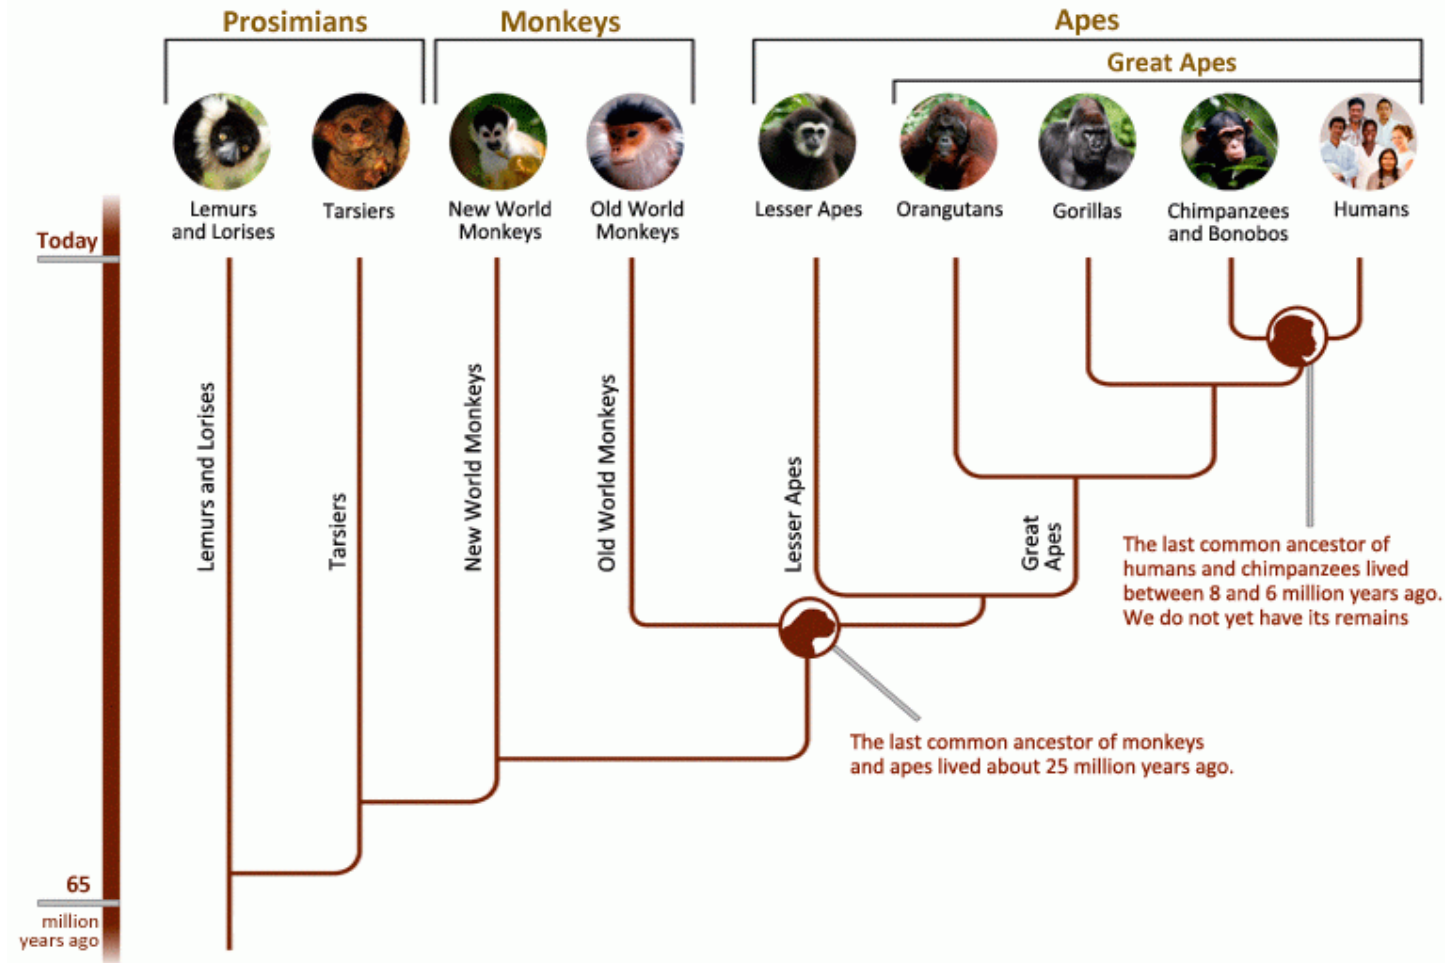 Prosimians
Monkeys
Apes
Great Apes
Lemurs
and Lorises
Tarsiers
New World
Monkeys
Old World
Monkeys
Lesser Apes
Orangutans
Gorillas
Chimpanzees
and Bonobos
Humans
Today
Lemurs and Lorises
Tarsiers
New World Monkeys
Old World Monkeys
Lesser Apes
Great
Apes
The last common ancestor of
humans and chimpanzees lived
between 8 and 6 million years ago.
We do not yet have its remains
The last common ancestor of monkeys
and apes lived about 25 million years ago.
65
million
years ago